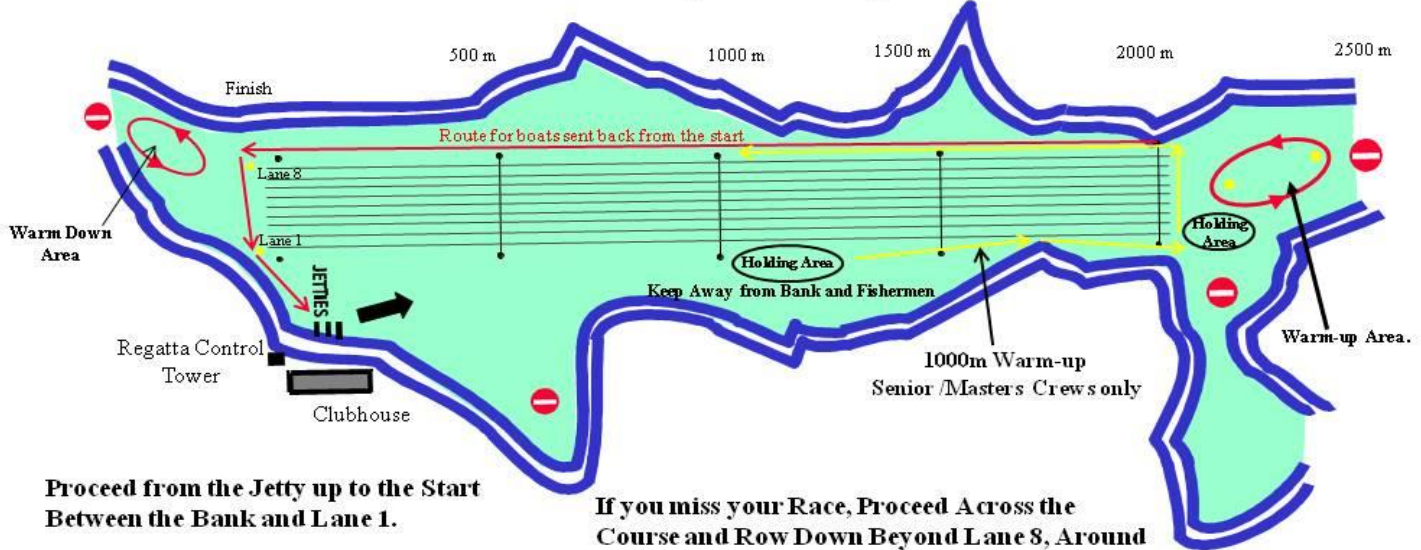 500 m
1000 m
1500 m
2000 m
2500 m
Finish
Route for boats sent back from the start
Lane 8
Warm Down
Area
Lane 1
Holding
Area
Holding Area
JETTIES
Keep Away from Bank and Fishermen
Warm-up Area.
Regatta Control
Tower
1000m Warm-up
Senior /Masters Crews only
Clubhouse
Proceed from the Jetty up to the Start
Between the Bank and Lane 1.
If you miss your Race, Proceed Across the
Course and Row Down Beyond Lane 8, Around